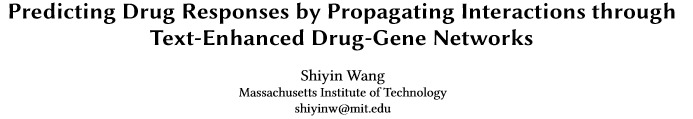 Predicting Drug Responses by Propagating Interactions through
Text-Enhanced Drug-Gene Networks
Shiyin Wang
Massachusetts Institute of Technology
shiyinw@mit.edu